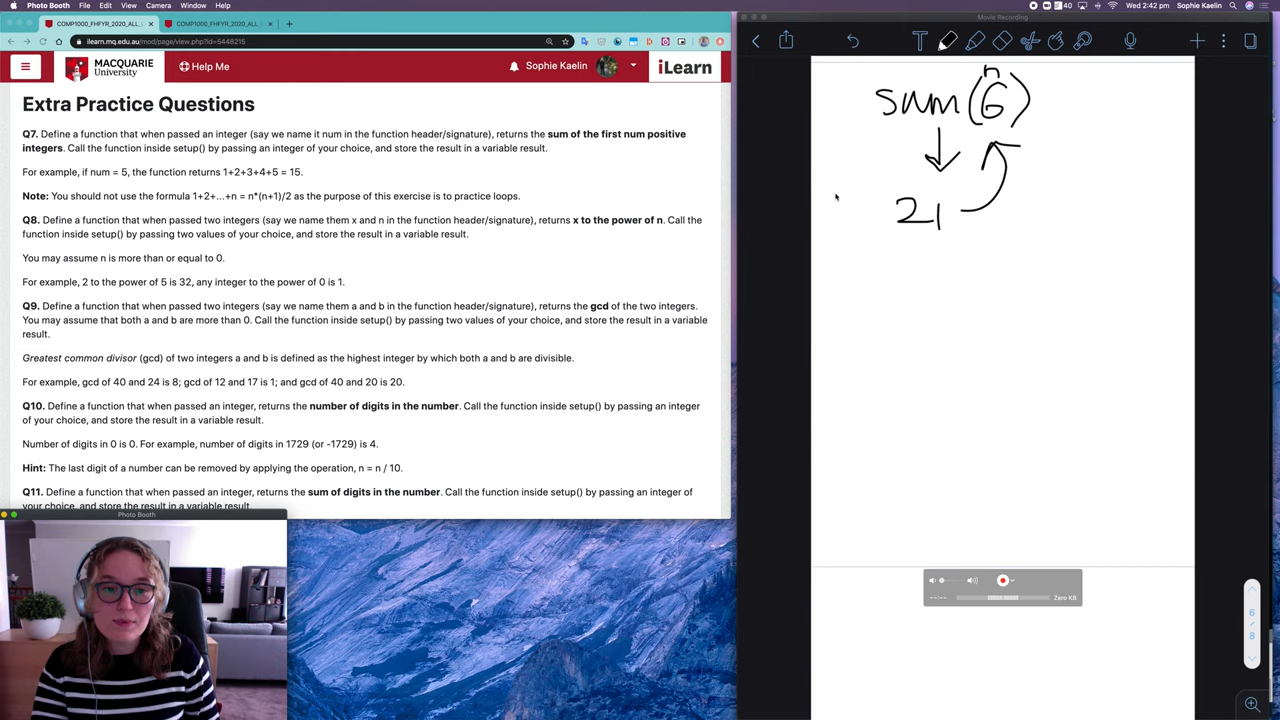 Photo Booth File Edit View Camera Window Help
40 Wed 2:42 pm Sophie Kaelin
COMP1000_FHFYR_2020_ALL_ COMP1000_FHFYR_2020_ALL_
ilearn.mq.edu.au/mod/page/view.php?id=5448215
MACQUARIE
University
Help Me
Sophie Kaelin
iLearn
Extra Practice Questions
Q7. Define a function that when passed an integer (say we name it num in the function header/signature), returns the sum of the first num positive
integers. Call the function inside setup() by passing an integer of your choice, and store the result in a variable result.
For example, if num = 5, the function returns 1+2+3+4+5 = 15.
Note: You should not use the formula 1+2+...+n = n*(n+1)/2 as the purpose of this exercise is to practice loops.
Q8. Define a function that when passed two integers (say we name them x and n in the function header/signature), returns x to the power of n. Call the
function inside setup() by passing two values of your choice, and store the result in a variable result.
You may assume n is more than or equal to 0.
For example, 2 to the power of 5 is 32, any integer to the power of 0 is 1.
Q9. Define a function that when passed two integers (say we name them a and b in the function header/signature), returns the gcd of the two integers.
You may assume that both a and b are more than 0. Call the function inside setup() by passing two values of your choice, and store the result in a variable
result.
Greatest common divisor (gcd) of two integers a and b is defined as the highest integer by which both a and b are divisible.
For example, gcd of 40 and 24 is 8; gcd of 12 and 17 is 1; and gcd of 40 and 20 is 20.
Q10. Define a function that when passed an integer, returns the number of digits in the number. Call the function inside setup() by passing an integer
of your choice, and store the result in a variable result.
Number of digits in 0 is 0. For example, number of digits in 1729 (or -1729) is 4.
Hint: The last digit of a number can be removed by applying the operation, n = n / 10.
Q11. Define a function that when passed an integer, returns the sum of digits in the number. Call the function inside setup() by passing an integer of
your choice, and store the result in a variable result.
Photo Booth
Movie Recording
n
sum(6)
21
--:-- Zero KB
6
/
8